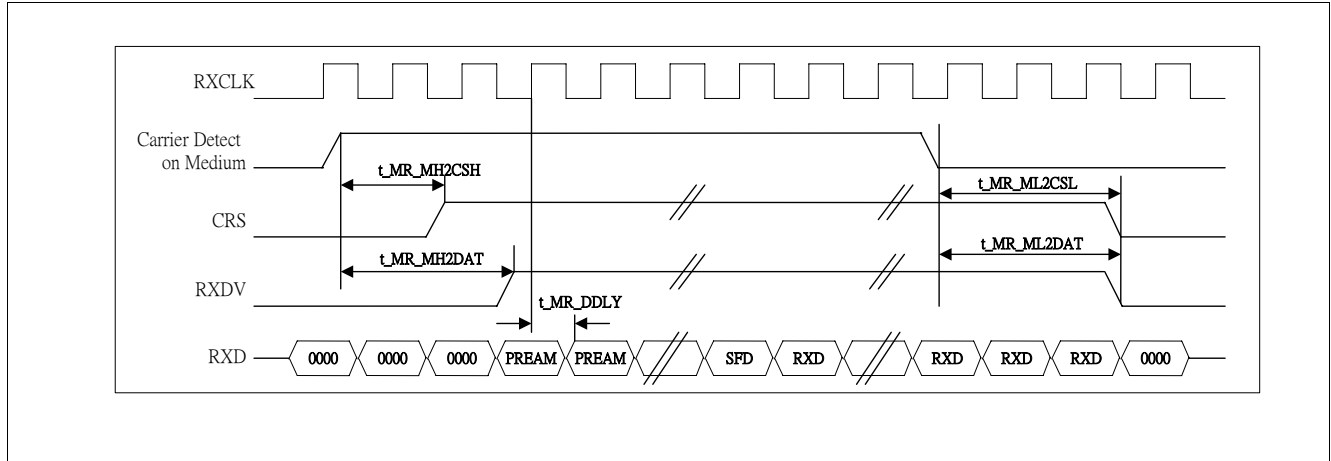 RXCLK
Carrier Detect
on Medium
t_MR_MH2CSH
t_MR_ML2CSL
CRS
t_MR_MH2DAT
t_MR_ML2DAT
RXDV
t_MR_DDLY
RXD 0000 0000 0000 PREAM PREAM SFD RXD RXD RXD RXD 0000